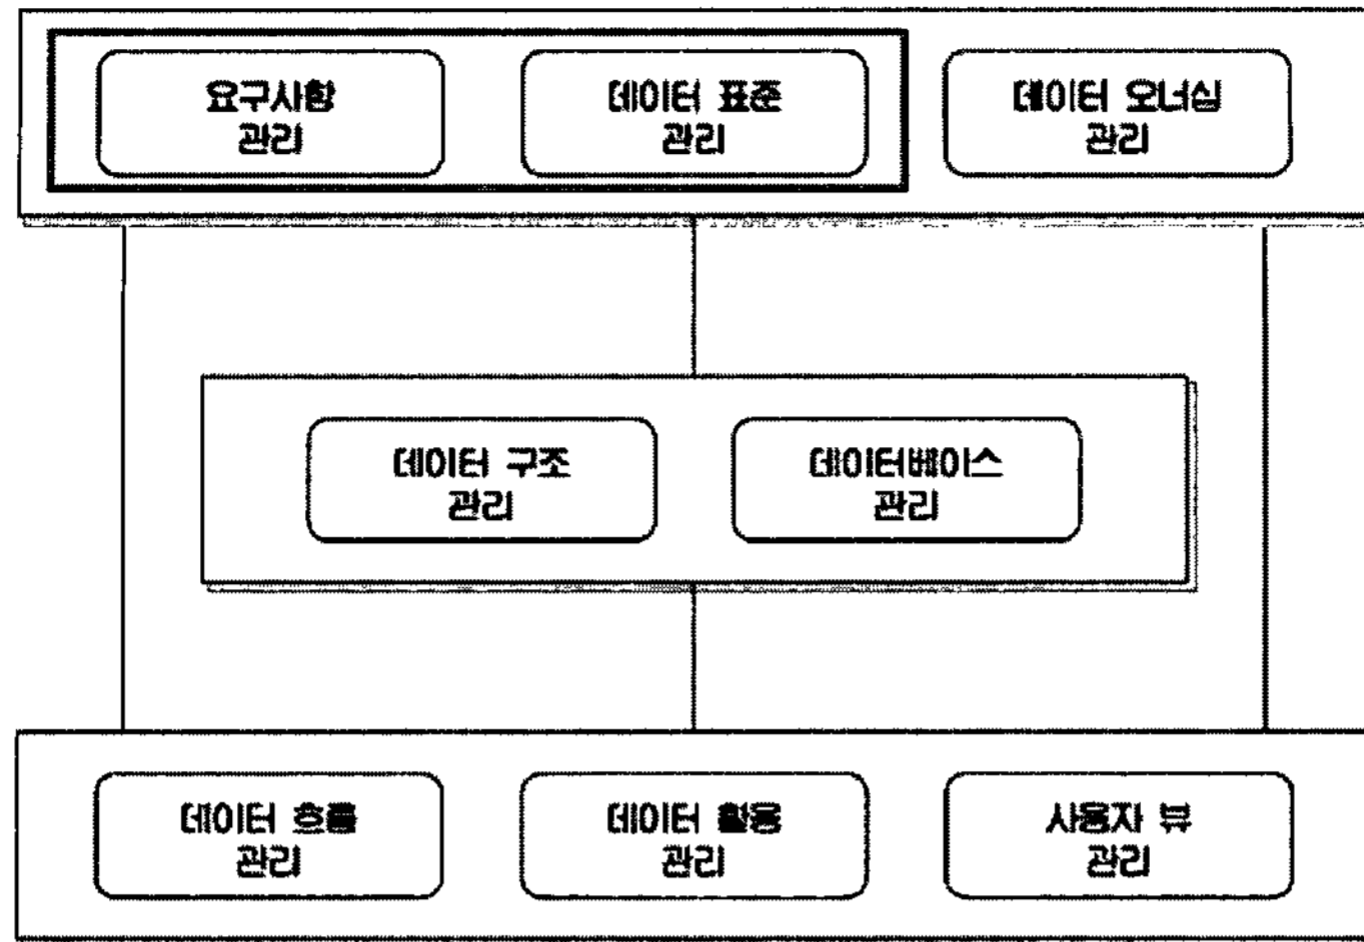 요구사항
관리
데이터 표준
관리
데이터 오너십
관리
데이터 구조
관리
데이터베이스
관리
데이터 흐름
관리
데이터 활용
관리
사용자 뷰
관리